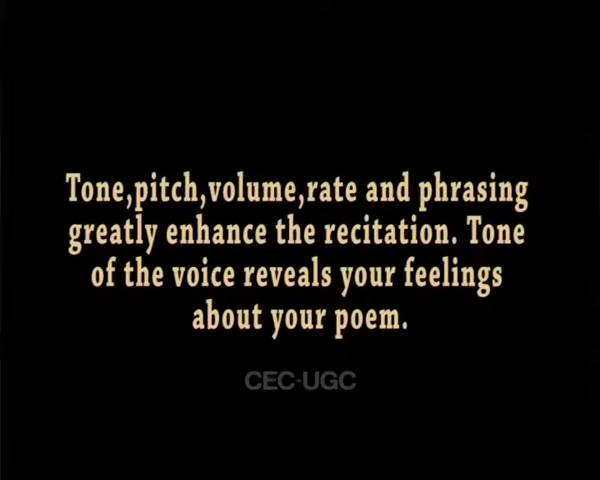 Tone,pitch,volume,rate and phrasing
greatly enhance the recitation. Tone
of the voice reveals your feelings
about your poem.
CEC-UGC